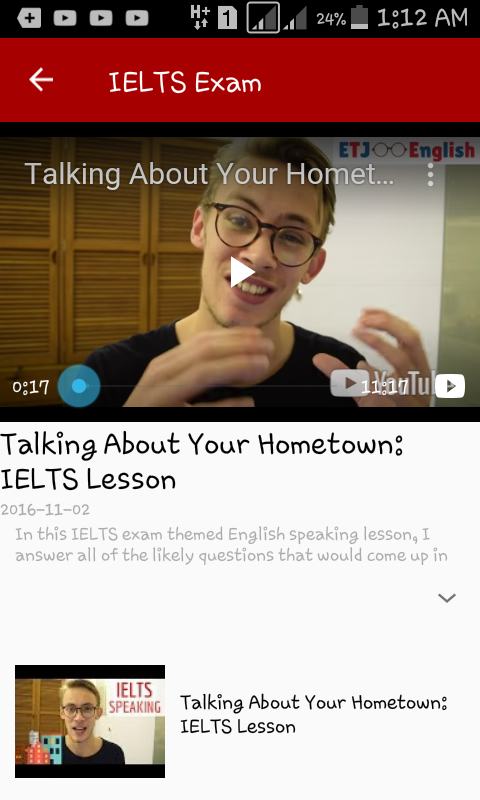 H+ 1 24% 1:12 AM
IELTS Exam
ETJ English
Talking About Your Homet...
YouTube
0:17 11:17
Talking About Your Hometown:
IELTS Lesson
2016-11-02
In this IELTS exam themed English speaking lesson, I
answer all of the likely questions that would come up in
IELTS
SPEAKING
Talking About Your Hometown:
IELTS Lesson